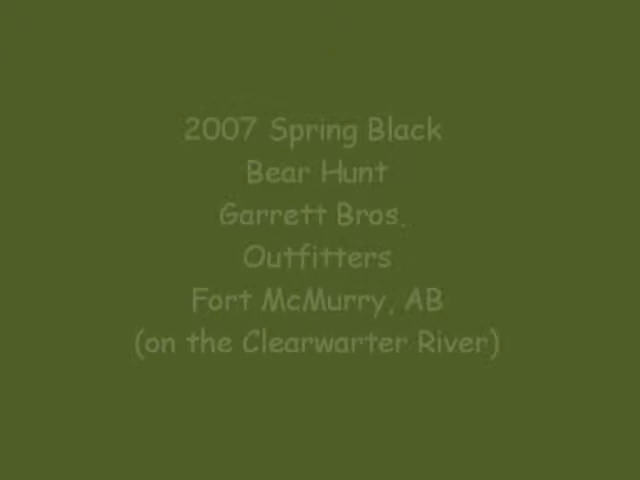 2007 Spring Black
Bear Hunt
Garrett Bros.
Outfitters
Fort McMurry, AB
(on the Clearwarter River)